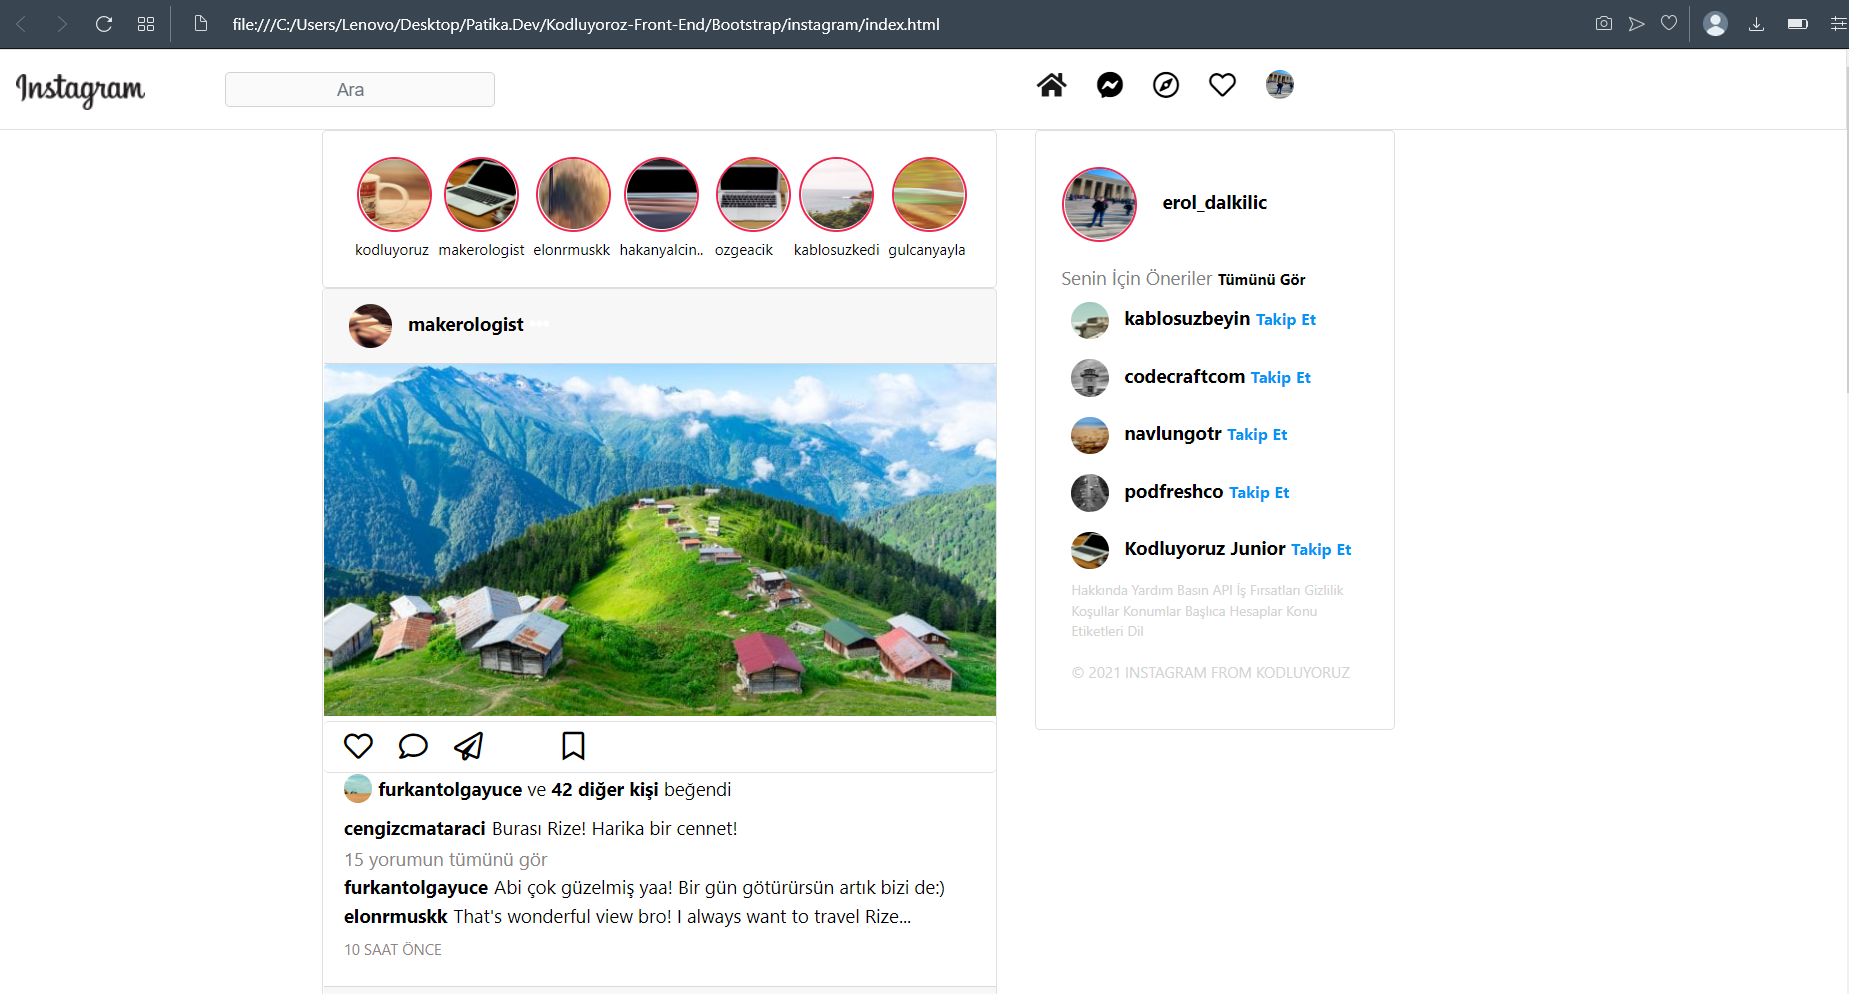 file:///C:/Users/Lenovo/Desktop/Patika.Dev/Kodluyoroz-Front-End/Bootstrap/instagram/index.html
Instagram
Ara
kodluyoruz makerologist elonrmuskk hakanyalcin.. ozgeacik kablosuzkedi gulcanyayla
makerologist
furkantolgayuce ve 42 diğer kişi beğendi
cengizcmataraci Burası Rize! Harika bir cennet!
15 yorumun tümünü gör
furkantolgayuce Abi çok güzelmiş yaa! Bir gün götürürsün artık bizi de:)
elonrmuskk That's wonderful view bro! I always want to travel Rize...
10 SAAT ÖNCE
erol_dalkilic
Senin İçin Öneriler Tümünü Gör
kablosuzbeyin Takip Et
codecraftcom Takip Et
navlungotr Takip Et
podfreshco Takip Et
Kodluyoruz Junior Takip Et
Hakkında Yardım Basın API İş Fırsatları Gizlilik
Koşullar Konumlar Başlıca Hesaplar Konu
Etiketleri Dil
© 2021 INSTAGRAM FROM KODLUYORUZ